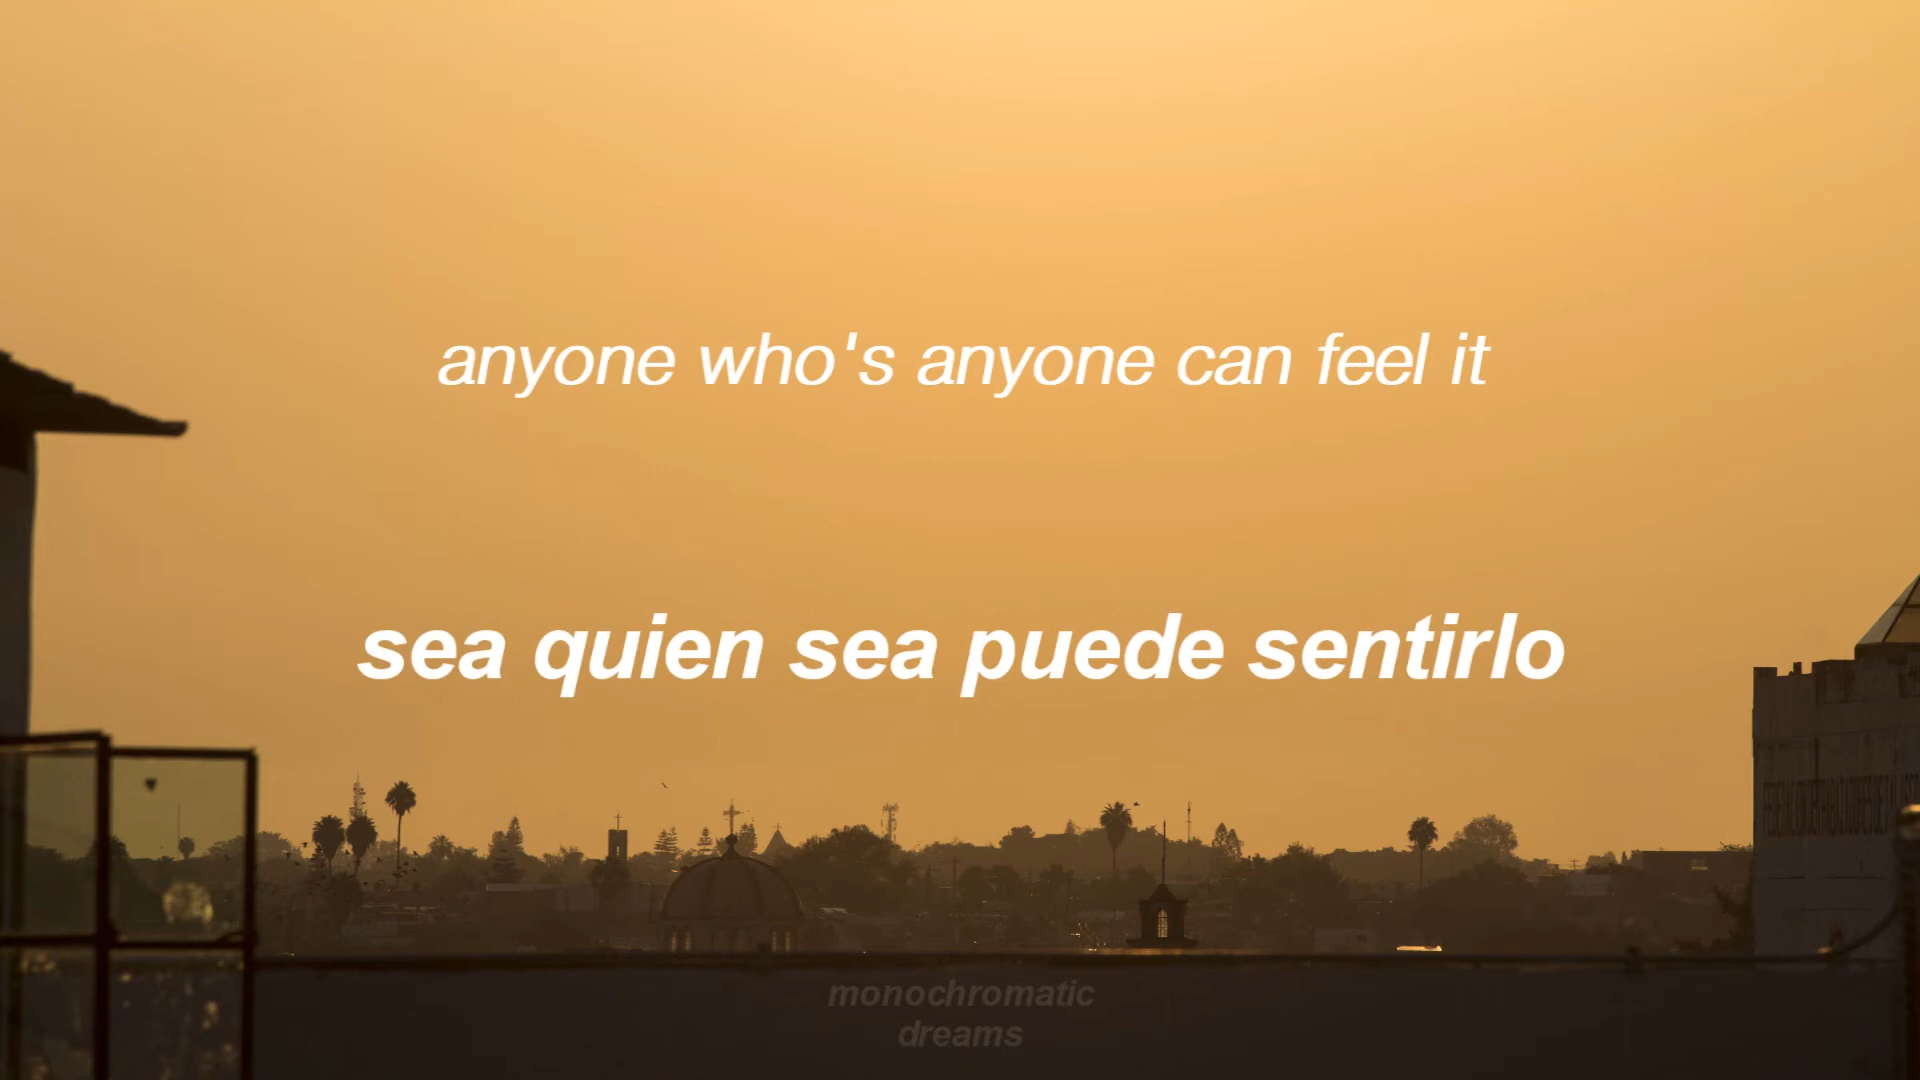 anyone who's anyone can feel it
sea quien sea puede sentirlo
monochromatic
dreams